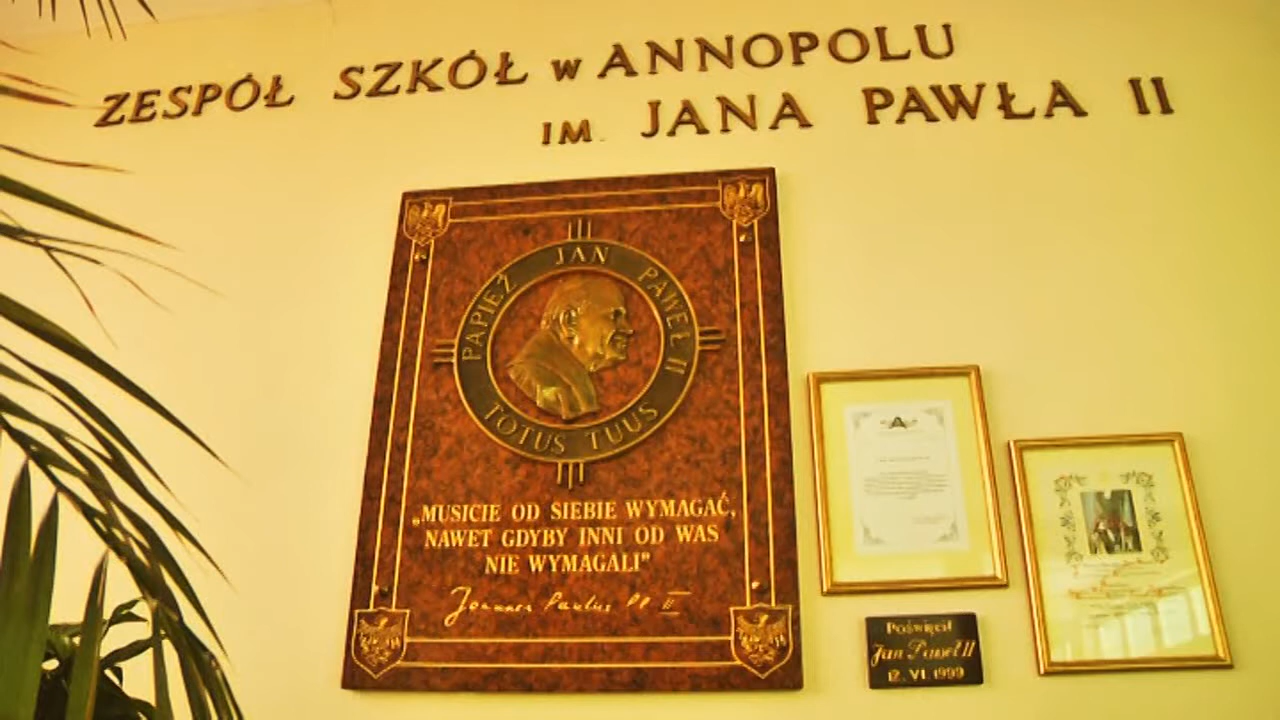 ZESPÓŁ SZKÓŁ w ANNOPOLU
IM. JANA PAWŁA II
PAPIEŻ JAN PAWEŁ II
TOTUS TUUS
„MUSICIE OD SIEBIE WYMAGAĆ,
NAWET GDYBY INNI OD WAS
NIE WYMAGALI”
Joannes Paulus PP II
Poświęcił
Jan Paweł II
12. VI. 1999